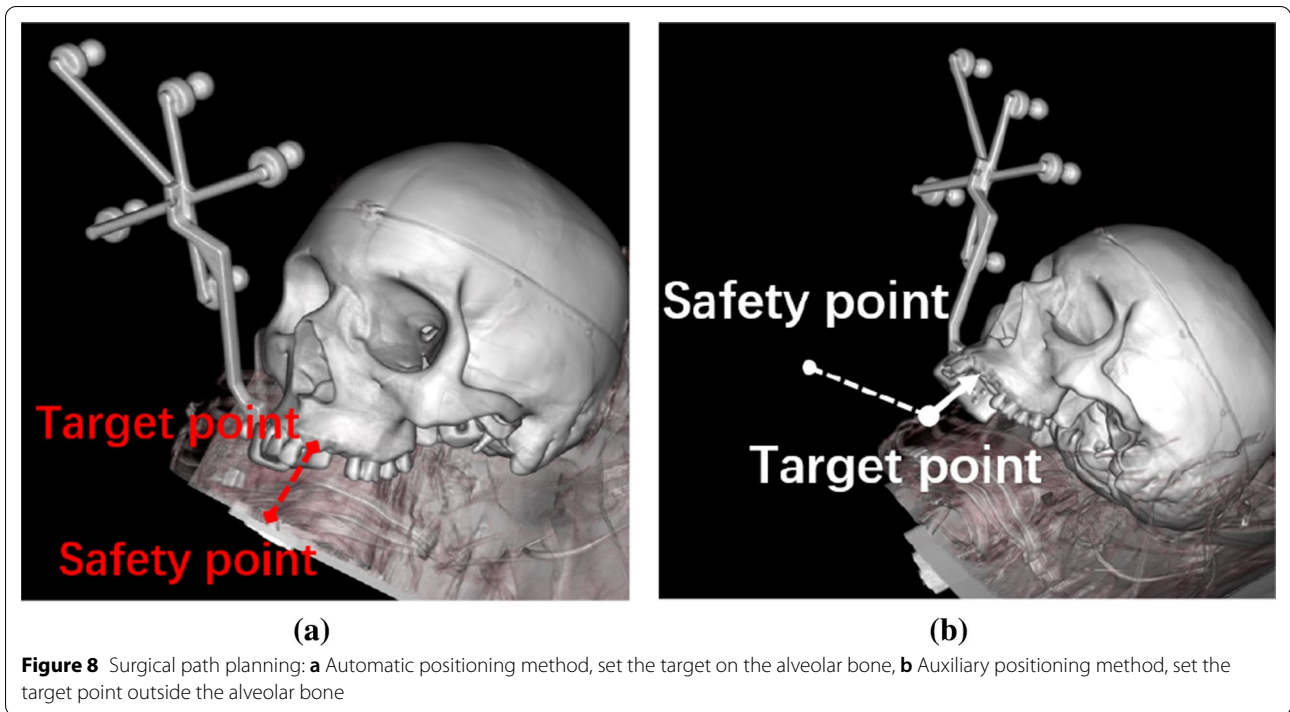 Target point
Safety point
Safety point
Target point
(a)
(b)
Figure 8 Surgical path planning: a Automatic positioning method, set the target on the alveolar bone, b Auxiliary positioning method, set the
target point outside the alveolar bone